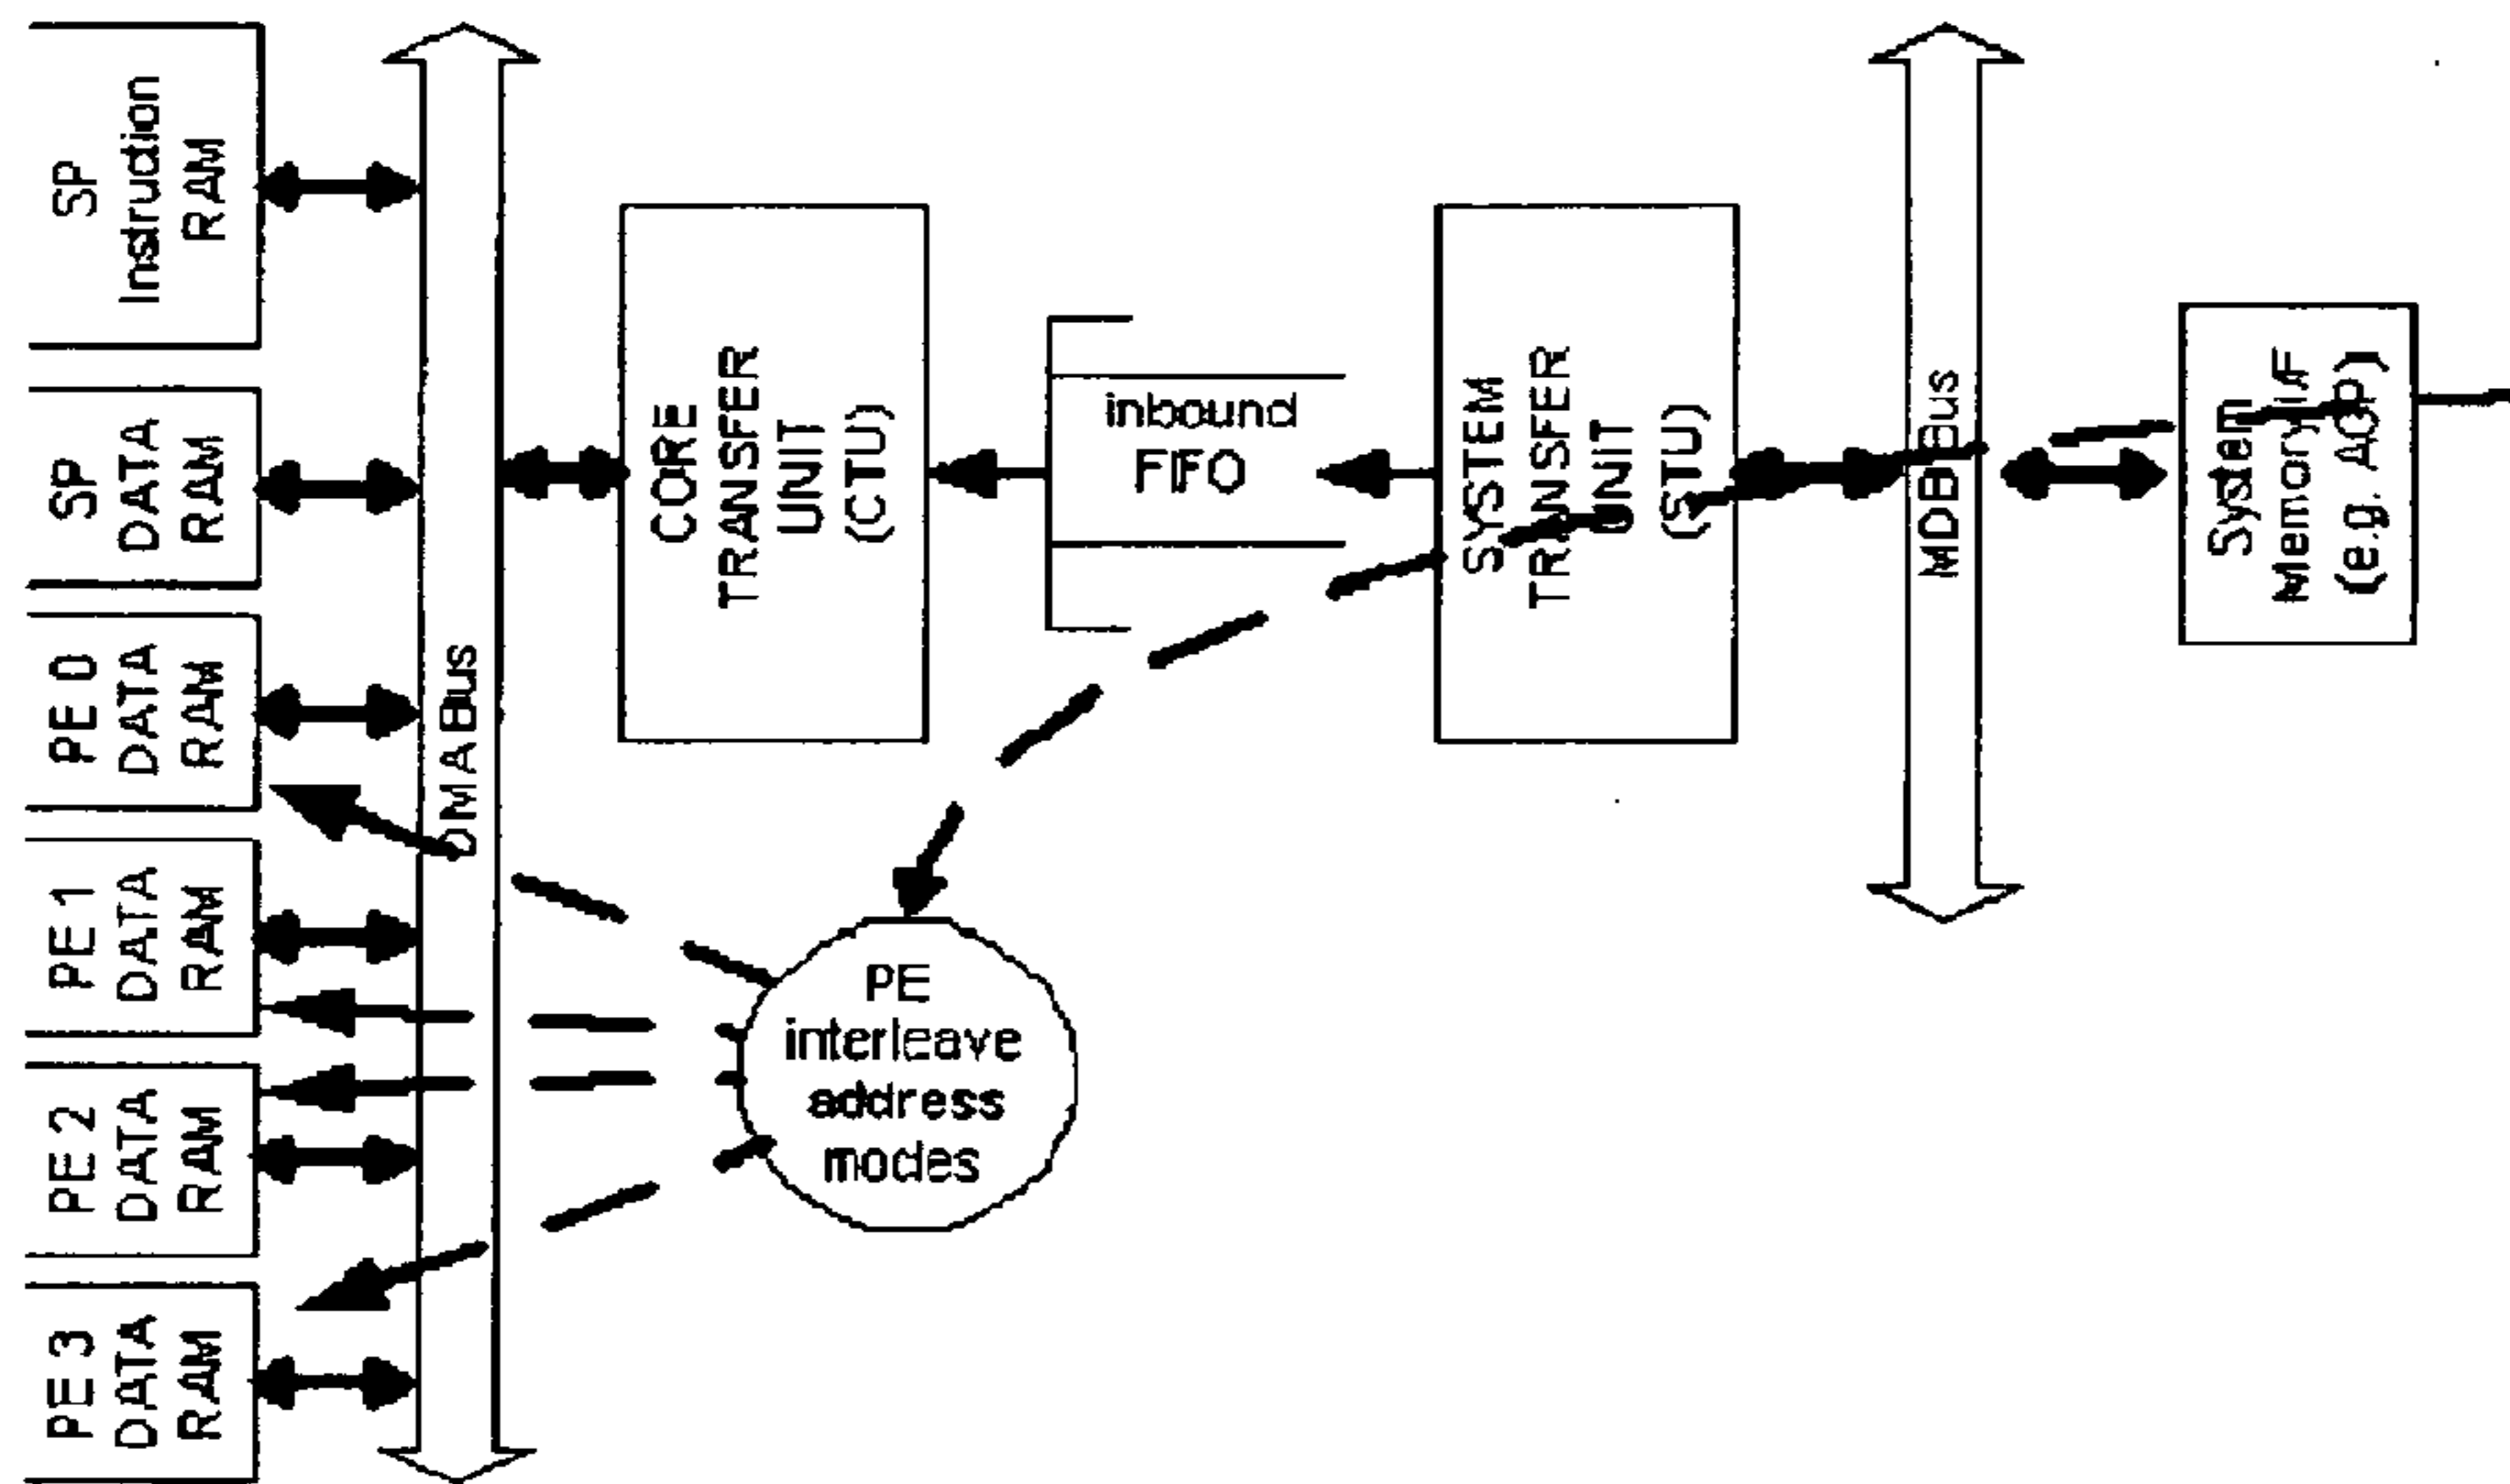 SP
Instruction
RAM
SP
DATA
RAM
PE 0
DATA
RAM
PE 1
DATA
RAM
PE 2
DATA
RAM
PE 3
DATA
RAM
DMA Bus
CORE
TRANSFER
UNIT
(CTU)
inbound
FIFO
SYSTEM
TRANSFER
UNIT
(STU)
MDB Bus
System
Memory I/F
(e.g.
PE
interleave
address
modes